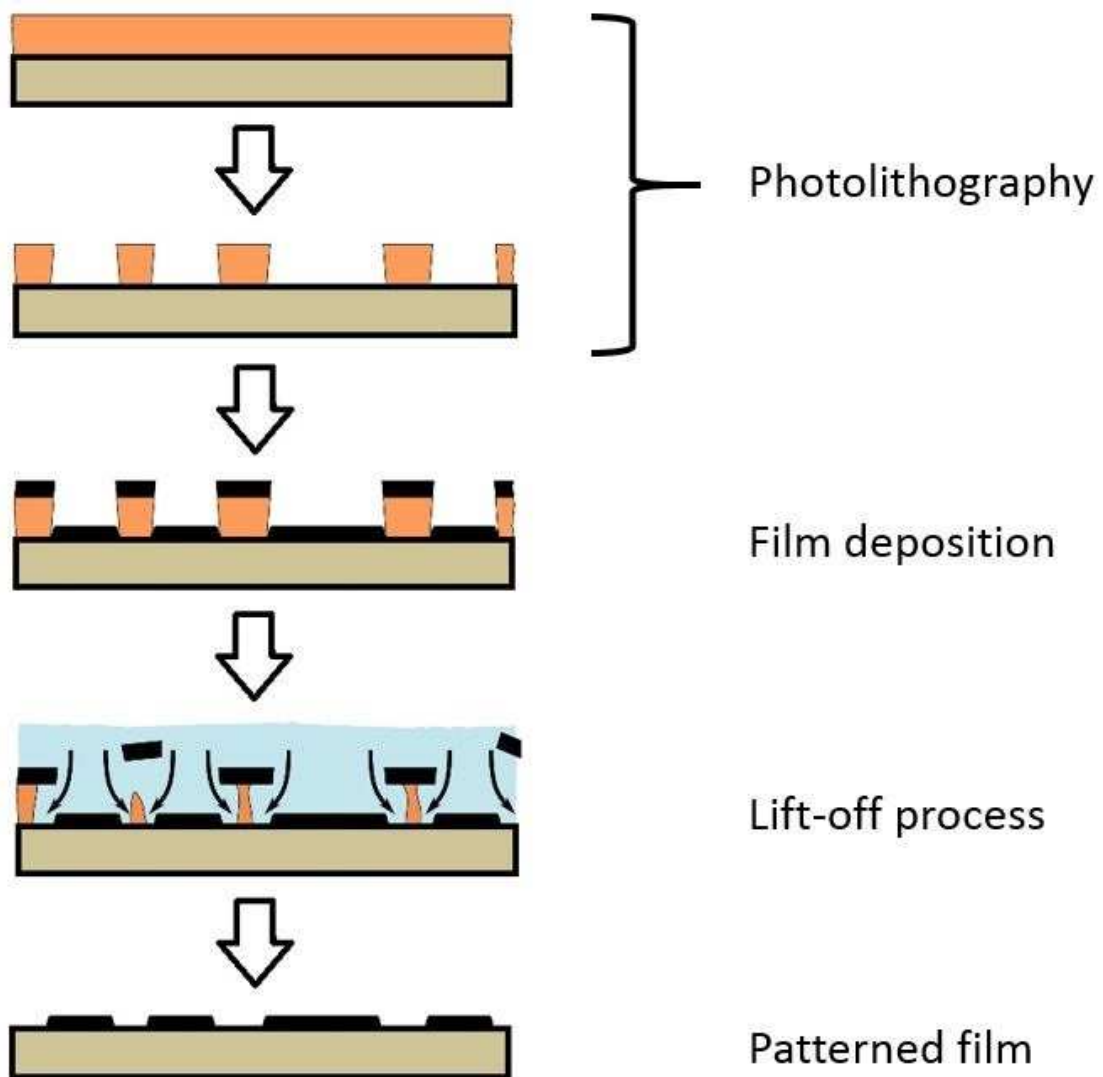 Photolithography
Film deposition
Lift-off process
Patterned film